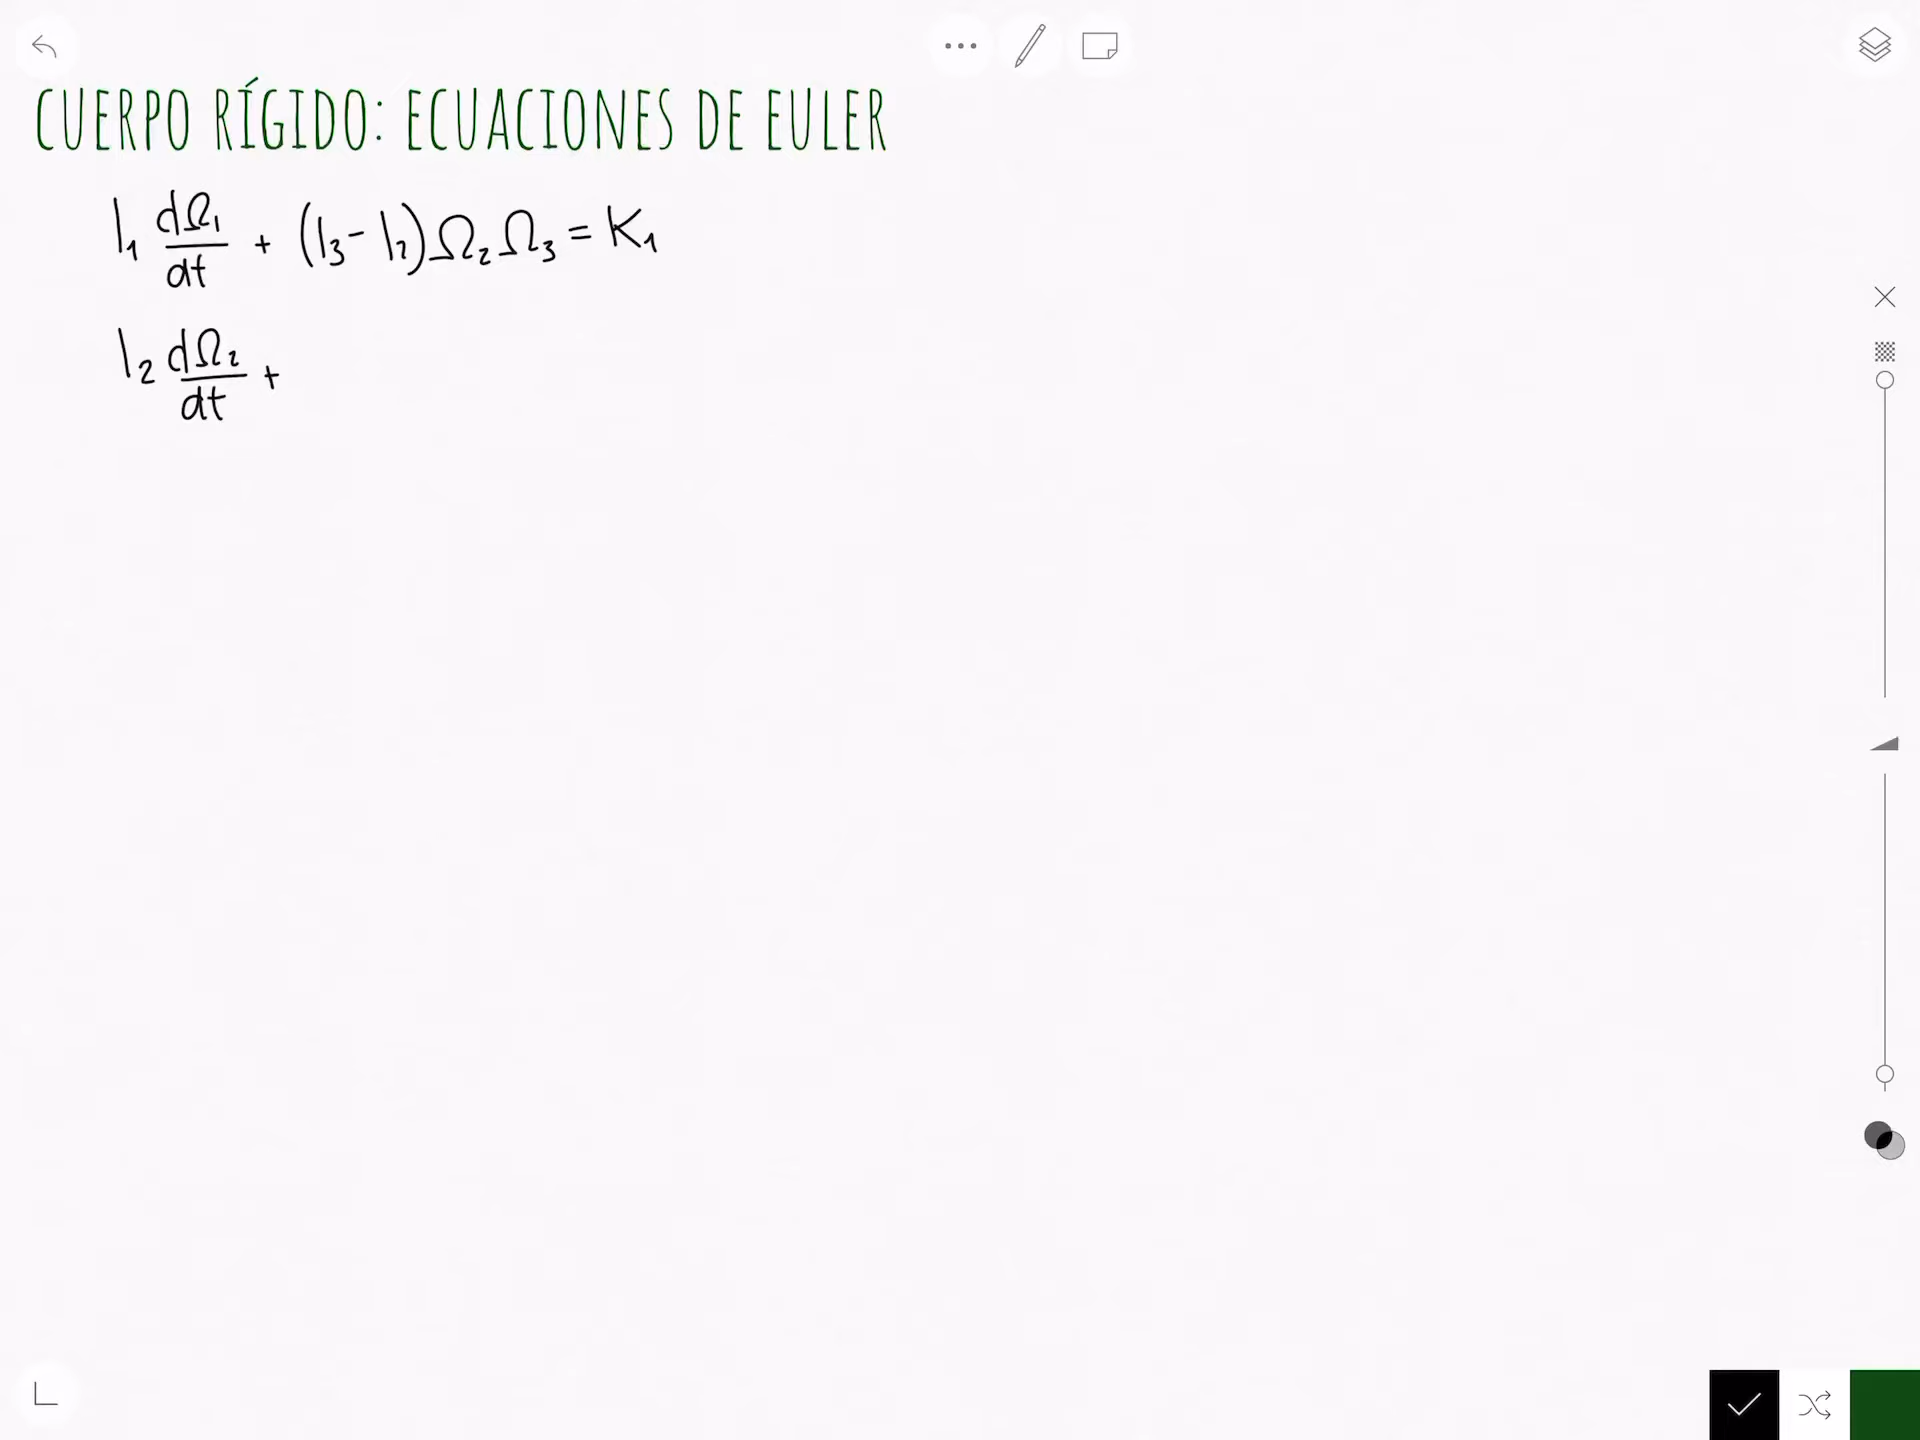 CUERPO RÍGIDO: ECUACIONES DE EULER
I₁ dΩ₁/dt + (I₃ - I₂)Ω₂Ω₃ = K₁
I₂ dΩ₂/dt +